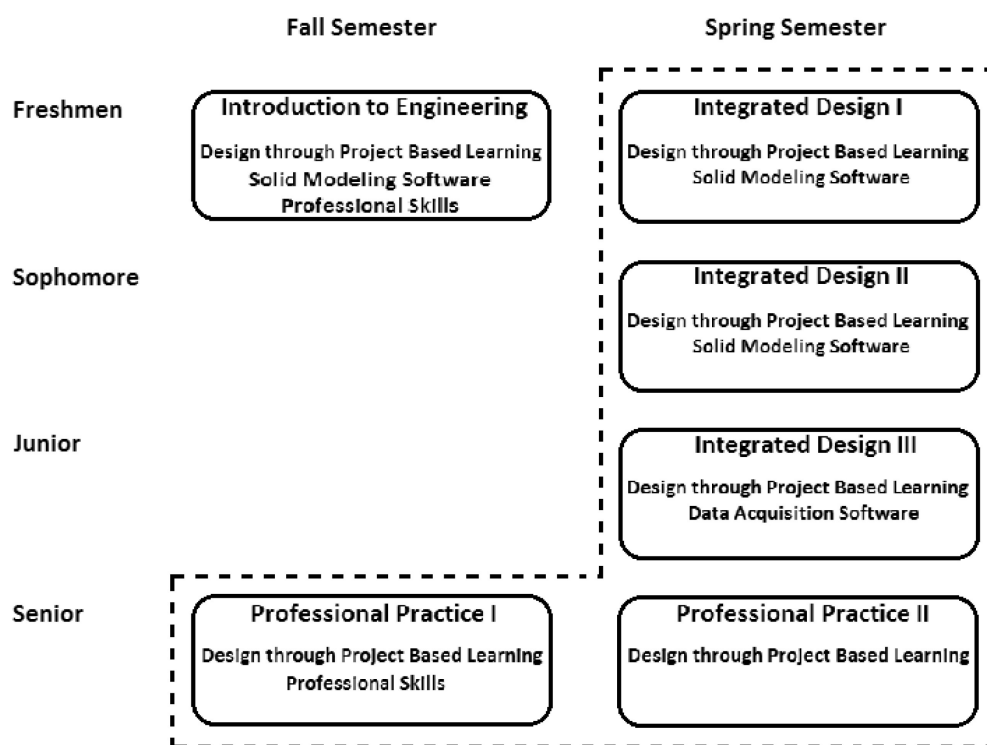 Fall Semester Spring Semester
Freshmen
Introduction to Engineering
Design through Project Based Learning
Solid Modeling Software
Professional Skills
Integrated Design I
Design through Project Based Learning
Solid Modeling Software
Sophomore
Integrated Design II
Design through Project Based Learning
Solid Modeling Software
Junior
Integrated Design III
Design through Project Based Learning
Data Acquisition Software
Senior
Professional Practice I
Design through Project Based Learning
Professional Skills
Professional Practice II
Design through Project Based Learning